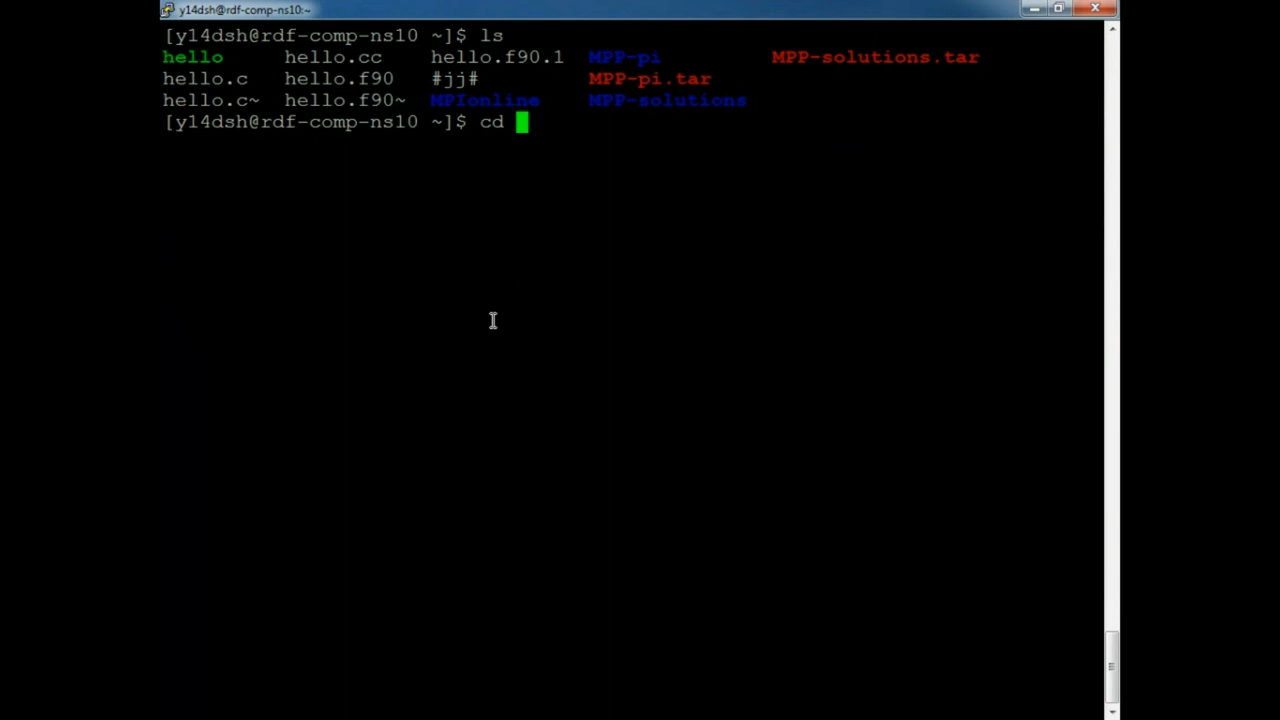 y14dsh@rdf-comp-ns10:~
[y14dsh@rdf-comp-ns10 ~]$ ls
hello hello.cc hello.f90.1 MPP-pi MPP-solutions.tar
hello.c hello.f90 #jj# MPP-pi.tar
hello.c~ hello.f90~ MPIonline MPP-solutions
[y14dsh@rdf-comp-ns10 ~]$ cd